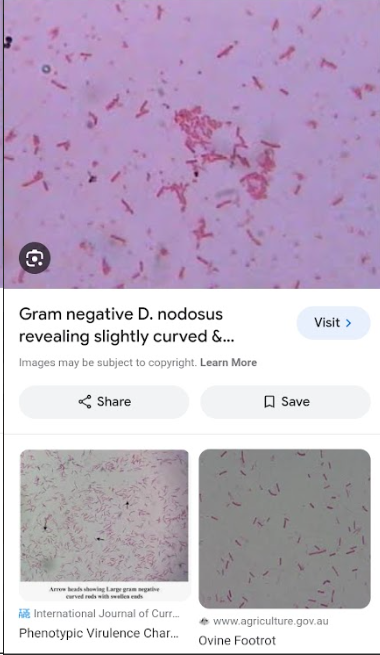 Gram negative D. nodosus
revealing slightly curved &...
Visit
Images may be subject to copyright. Learn More
Share
Save
Arrow heads showing Large gram negative
curved rods with swollen ends.
International Journal of Curr...
Phenotypic Virulence Char...
www.agriculture.gov.au
Ovine Footrot